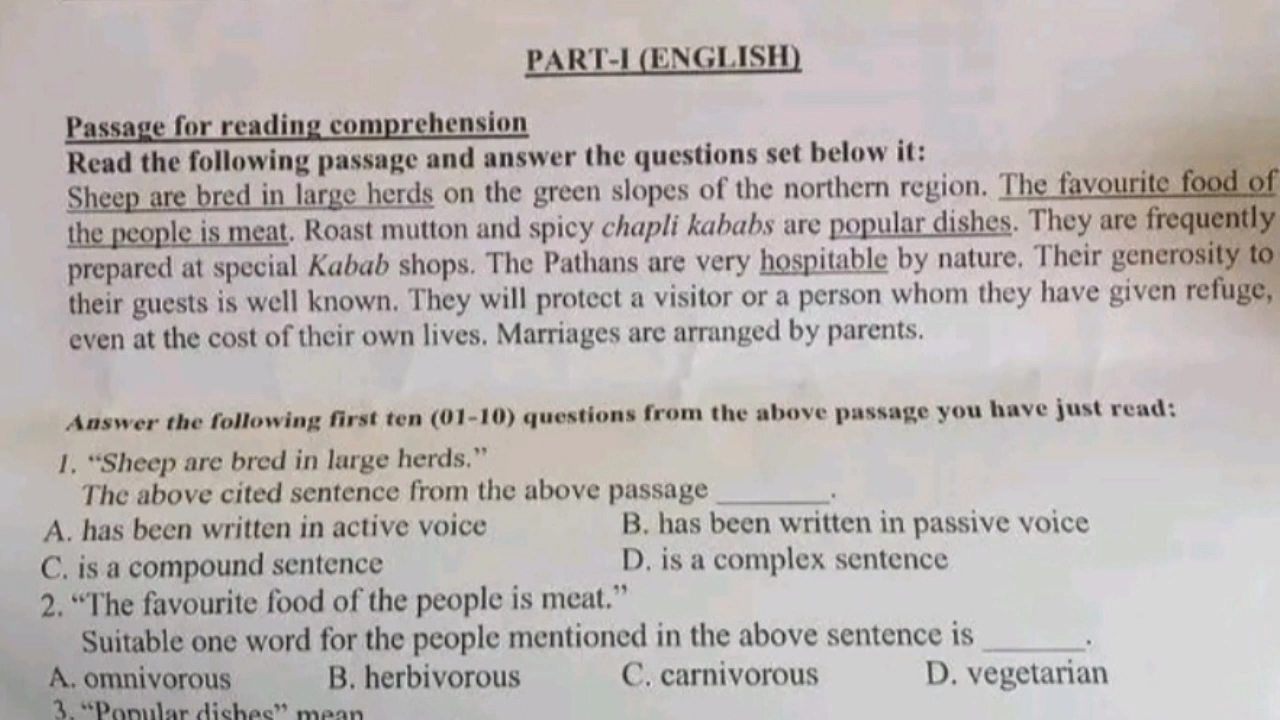 PART-I (ENGLISH)
Passage for reading comprehension
Read the following passage and answer the questions set below it:
Sheep are bred in large herds on the green slopes of the northern region. The favourite food of
the people is meat. Roast mutton and spicy chapli kababs are popular dishes. They are frequently
prepared at special Kabab shops. The Pathans are very hospitable by nature. Their generosity to
their guests is well known. They will protect a visitor or a person whom they have given refuge,
even at the cost of their own lives. Marriages are arranged by parents.
Answer the following first ten (01-10) questions from the above passage you have just read:
1. “Sheep are bred in large herds.”
The above cited sentence from the above passage ________.
A. has been written in active voice B. has been written in passive voice
C. is a compound sentence D. is a complex sentence
2. “The favourite food of the people is meat.”
Suitable one word for the people mentioned in the above sentence is _______.
A. omnivorous B. herbivorous C. carnivorous D. vegetarian
3. “Popular dishes” mean